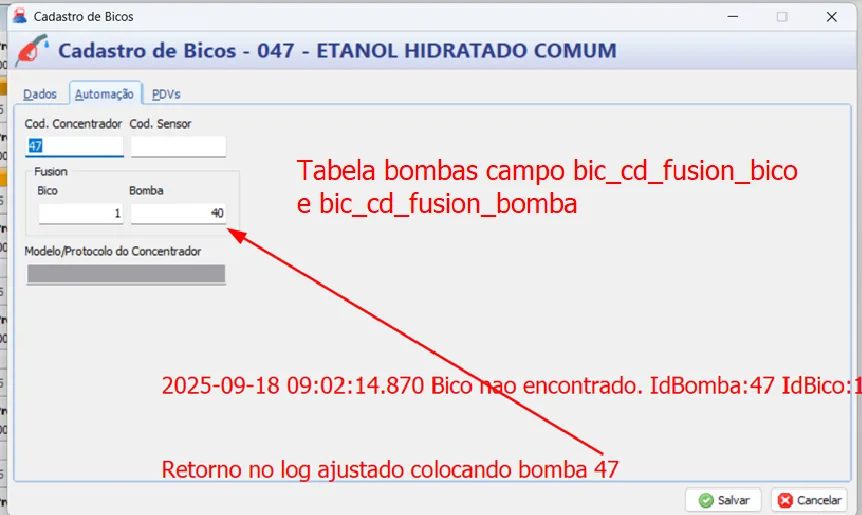 Cadastro de Bicos
Cadastro de Bicos - 047 - ETANOL HIDRATADO COMUM
Dados Automação PDVs
Cod. Concentrador Cod. Sensor
47
Fusion
Bico Bomba
1 40
Modelo/Protocolo do Concentrador
Tabela bombas campo bic_cd_fusion_bico
e bic_cd_fusion_bomba
2025-09-18 09:02:14.870 Bico nao encontrado. IdBomba:47 IdBico:1
Retorno no log ajustado colocando bomba 47
Salvar Cancelar